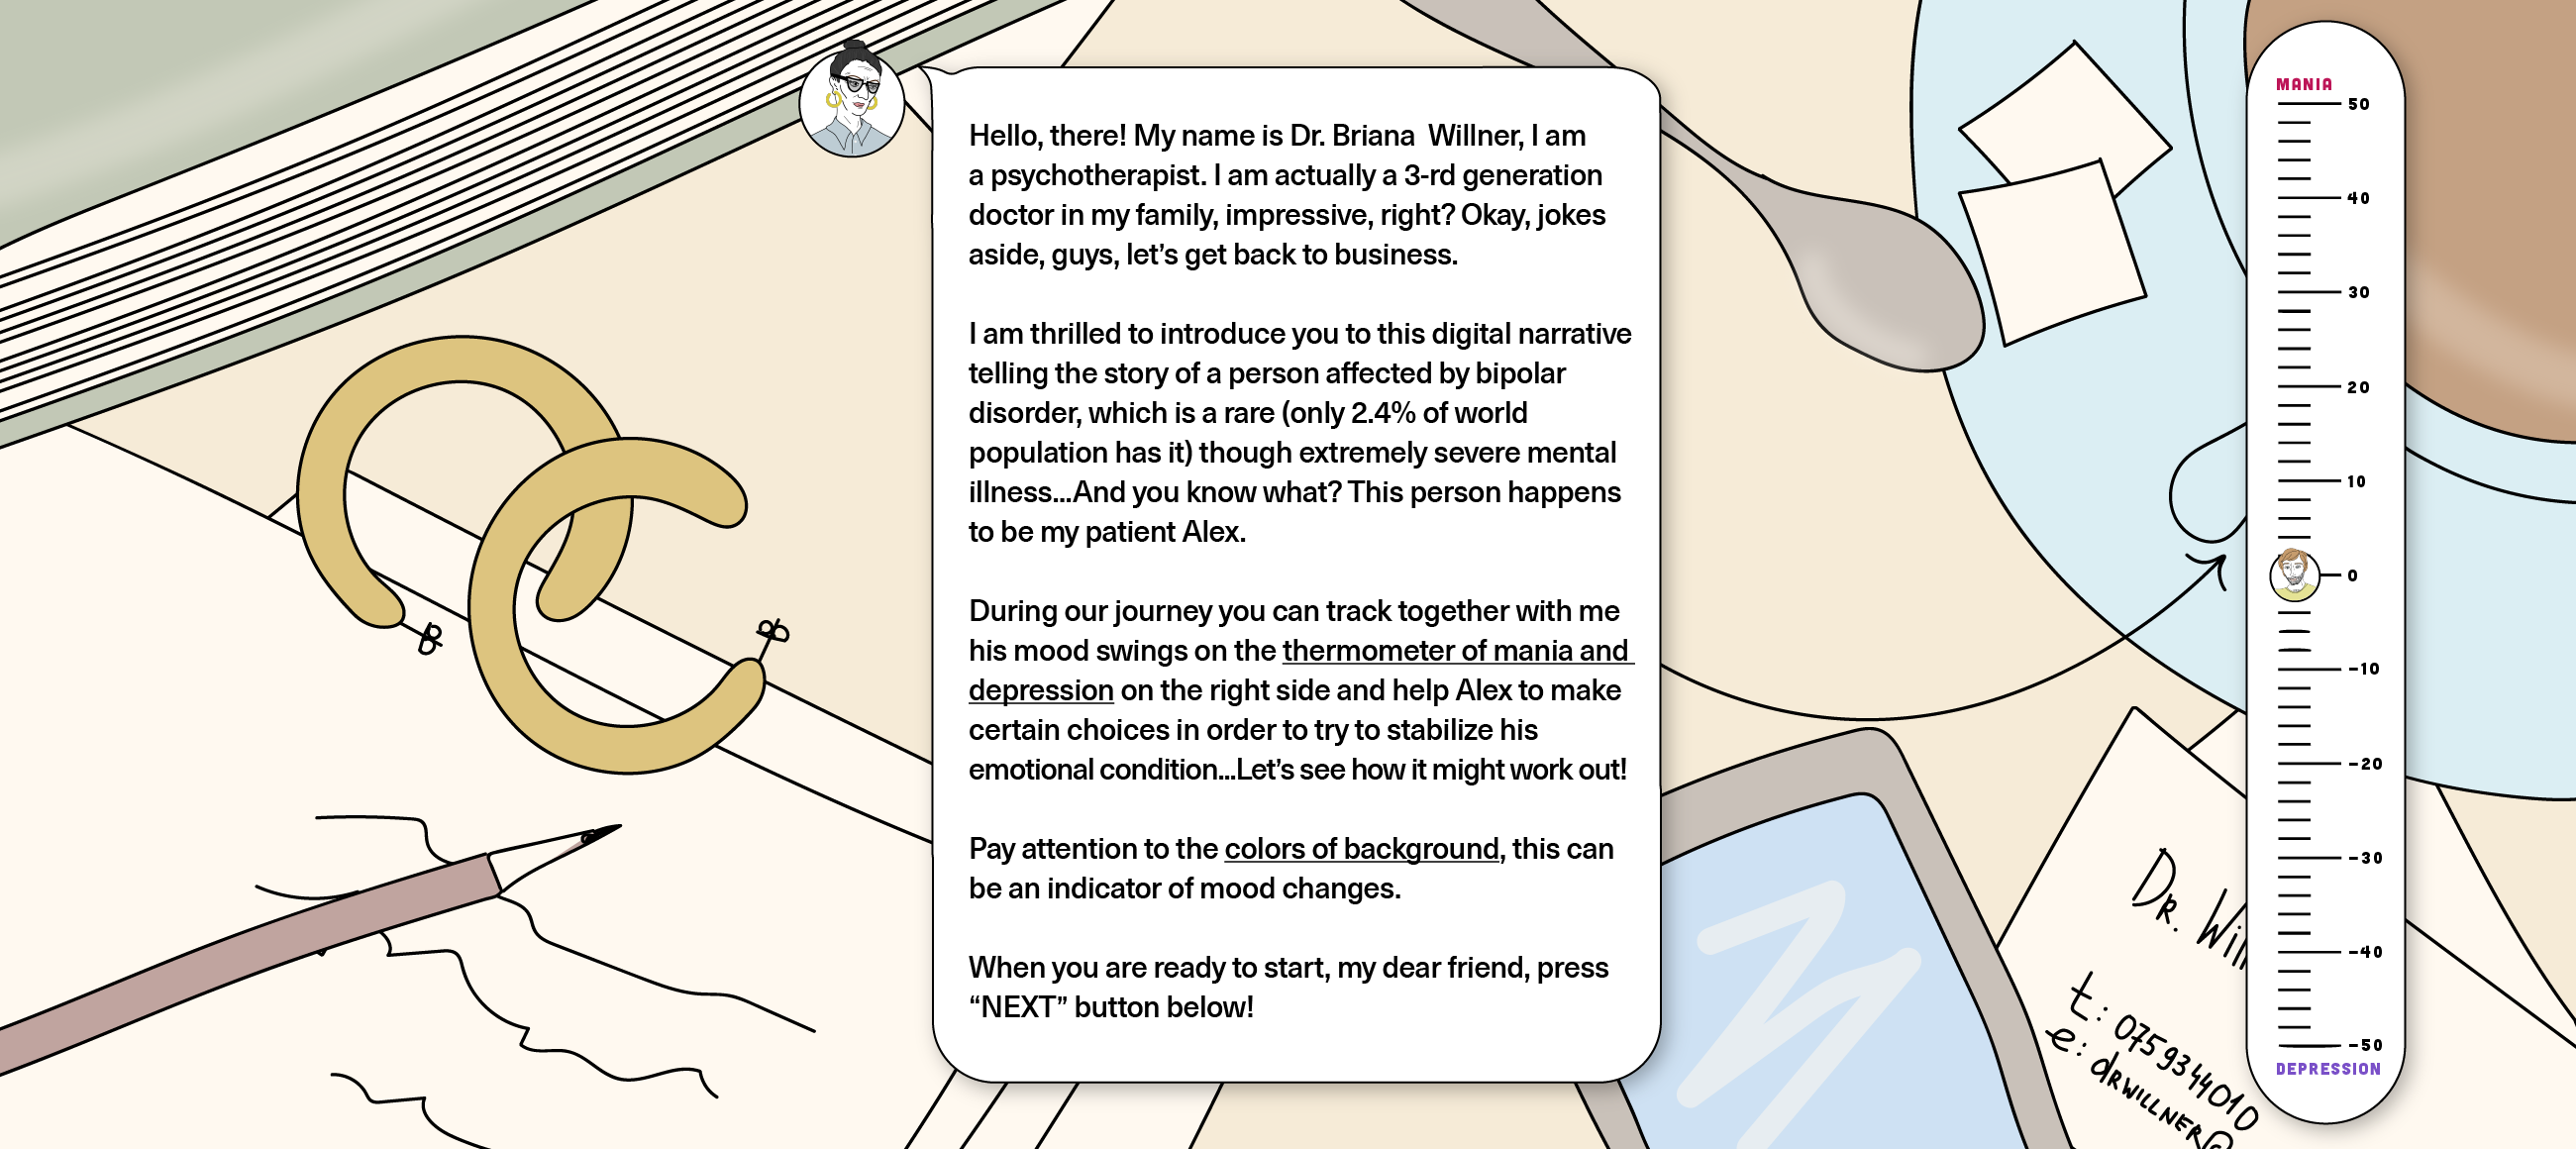 Hello, there! My name is Dr. Briana  Willner, I am
a psychotherapist. I am actually a 3-rd generation
doctor in my family, impressive, right? Okay, jokes
aside, guys, let’s get back to business.
I am thrilled to introduce you to this digital narrative
telling the story of a person affected by bipolar
disorder, which is a rare (only 2.4% of world
population has it) though extremely severe mental
illness...And you know what? This person happens
to be my patient Alex.
During our journey you can track together with me
his mood swings on the thermometer of mania and
depression on the right side and help Alex to make
certain choices in order to try to stabilize his
emotional condition...Let’s see how it might work out!
Pay attention to the colors of background, this can
be an indicator of mood changes.
When you are ready to start, my dear friend, press
“NEXT” button below!
MANIA
50
40
30
20
10
0
-10
-20
-30
-40
-50
DEPRESSION
Dr. Will
t: 0759344010
e: drwillner@